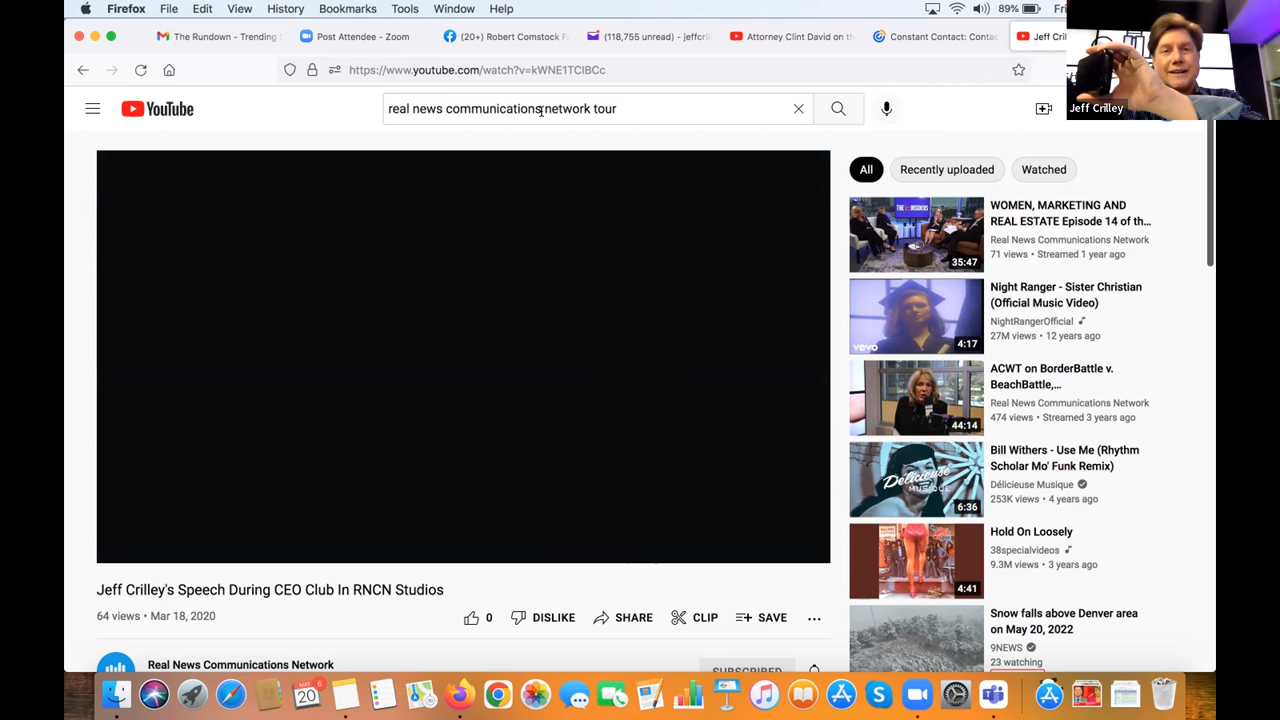 Firefox File Edit View History Bookmarks Tools Window Help 89% Fri
The Rundown - Trending Post Attendee - Zoom (20+) Robert Comstock (118,755 unread) - jeffcri Attorney Clint David on th Constant Contact: Contac Jeff Cril
https://www.youtube.com/watch?v=kWNE1TClBCc
Jeff Crilley
YouTube
real news communications network tour
All Recently uploaded Watched
WOMEN, MARKETING AND
REAL ESTATE Episode 14 of th...
Real News Communications Network
71 views • Streamed 1 year ago
35:47
Night Ranger - Sister Christian
(Official Music Video)
NightRangerOfficial
27M views • 12 years ago
vevo
4:17
ACWT on BorderBattle v.
BeachBattle,...
Real News Communications Network
474 views • Streamed 3 years ago
44:14
Bill Withers - Use Me (Rhythm
Scholar Mo' Funk Remix)
Délicieuse Musique
253K views • 4 years ago
Délicieuse
MUSIQUE
6:36
Hold On Loosely
38specialvideos
9.3M views • 3 years ago
4:41
Snow falls above Denver area
on May 20, 2022
9NEWS
23 watching
Jeff Crilley's Speech During CEO Club In RNCN Studios
64 views • Mar 18, 2020
0 DISLIKE SHARE CLIP SAVE ...
Real News Communications Network
SUBSCRIBED
20